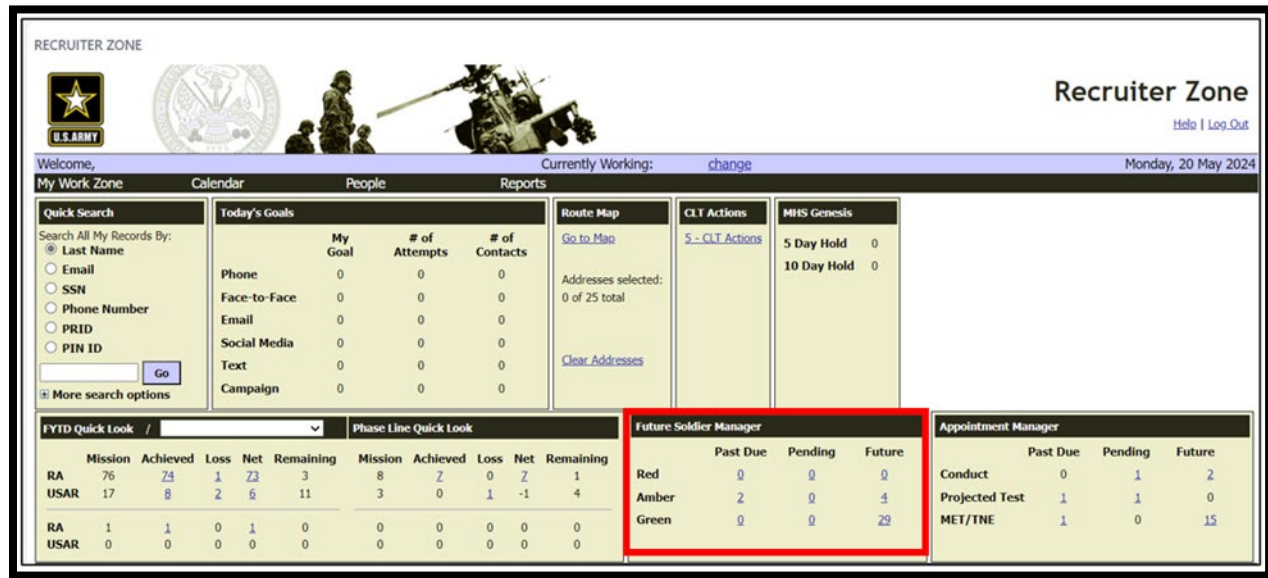 RECRUITER ZONE
U.S.ARMY
Recruiter Zone
Help | Log Out
Welcome, Currently Working: change Monday, 20 May 2024
My Work Zone Calendar People Reports
Quick Search
Search All My Records By:
Last Name
Email
SSN
Phone Number
PRID
PIN ID
Go
More search options
Today's Goals
My Goal # of Attempts # of Contacts
Phone 0 0 0
Face-to-Face 0 0 0
Email 0 0 0
Social Media 0 0 0
Text 0 0 0
Campaign 0 0 0
Route Map
Go to Map
Addresses selected:
0 of 25 total
Clear Addresses
CLT Actions
5 - CLT Actions
MHS Genesis
5 Day Hold 0
10 Day Hold 0
FYTD Quick Look /
Mission Achieved Loss Net Remaining
RA 76 74 1 73 3
USAR 17 8 2 6 11
RA 1 1 0 1 0
USAR 0 0 0 0 0
Phase Line Quick Look
Mission Achieved Loss Net Remaining
8 7 0 7 1
3 0 1 -1 4
0 0 0 0 0
0 0 0 0 0
Future Soldier Manager
Past Due Pending Future
Red 0 0 0
Amber 2 0 4
Green 0 0 29
Appointment Manager
Past Due Pending Future
Conduct 0 1 2
Projected Test 1 1 0
MET/TNE 1 0 15